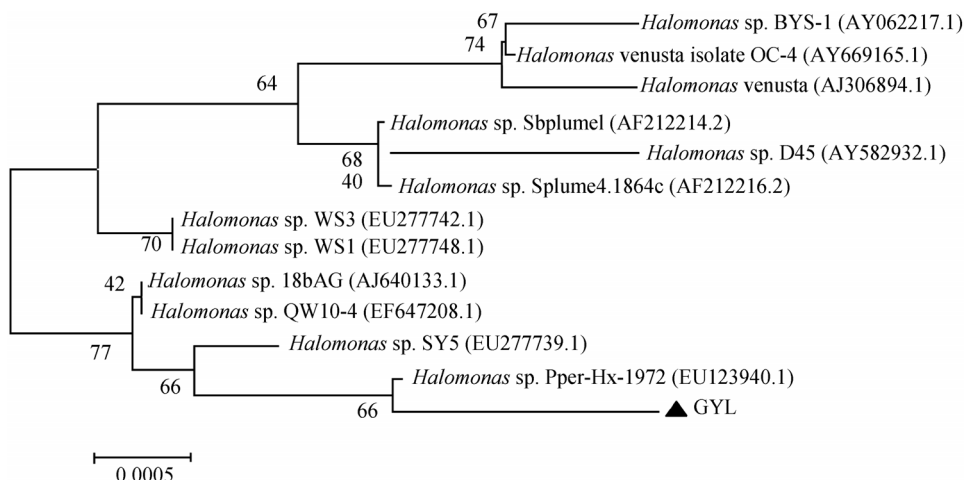 67
Halomonas sp. BYS-1 (AY062217.1)
74
Halomonas venusta isolate OC-4 (AY669165.1)
64
Halomonas venusta (AJ306894.1)
Halomonas sp. Sbplumel (AF212214.2)
68
Halomonas sp. D45 (AY582932.1)
40
Halomonas sp. Splume4.1864c (AF212216.2)
Halomonas sp. WS3 (EU277742.1)
70
Halomonas sp. WS1 (EU277748.1)
42
Halomonas sp. 18bAG (AJ640133.1)
Halomonas sp. QW10-4 (EF647208.1)
77
Halomonas sp. SY5 (EU277739.1)
66
Halomonas sp. Pper-Hx-1972 (EU123940.1)
66
GYL
0.0005